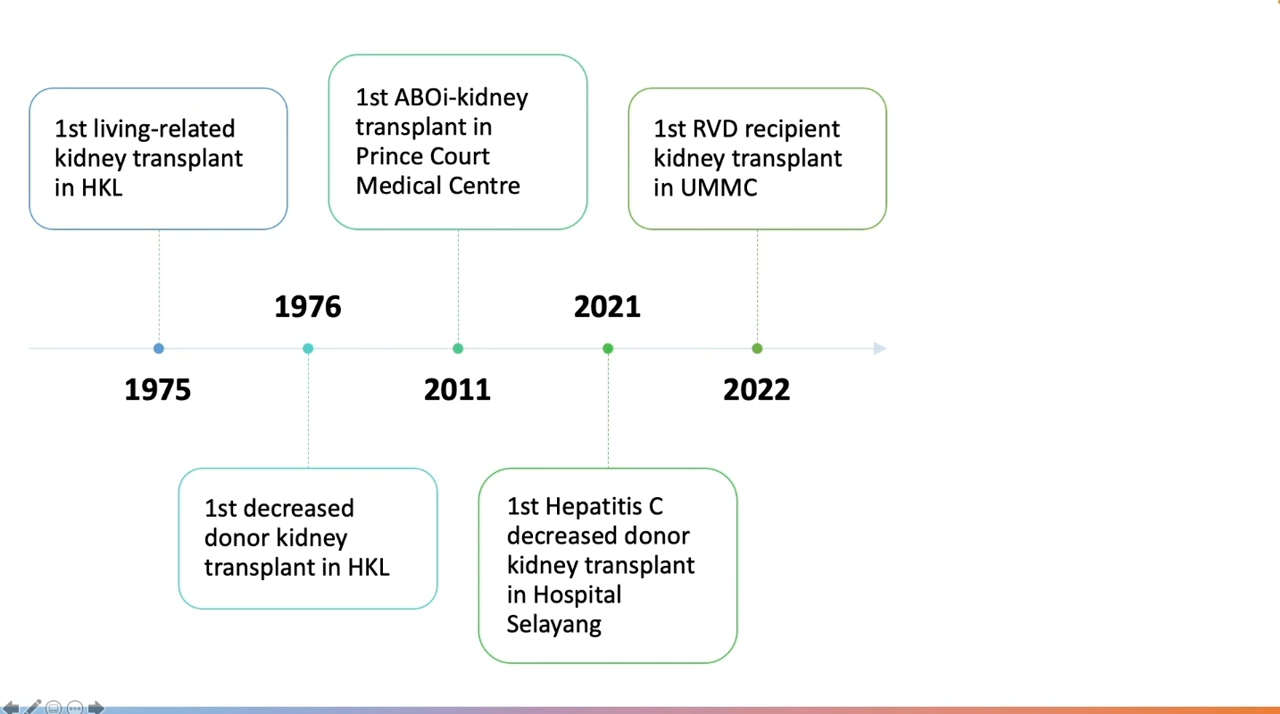 1st living-related
kidney transplant
in HKL
1st ABOi-kidney
transplant in
Prince Court
Medical Centre
1st RVD recipient
kidney transplant
in UMMC
1976
2021
1975
2011
2022
1st decreased
donor kidney
transplant in HKL
1st Hepatitis C
decreased donor
kidney transplant
in Hospital
Selayang